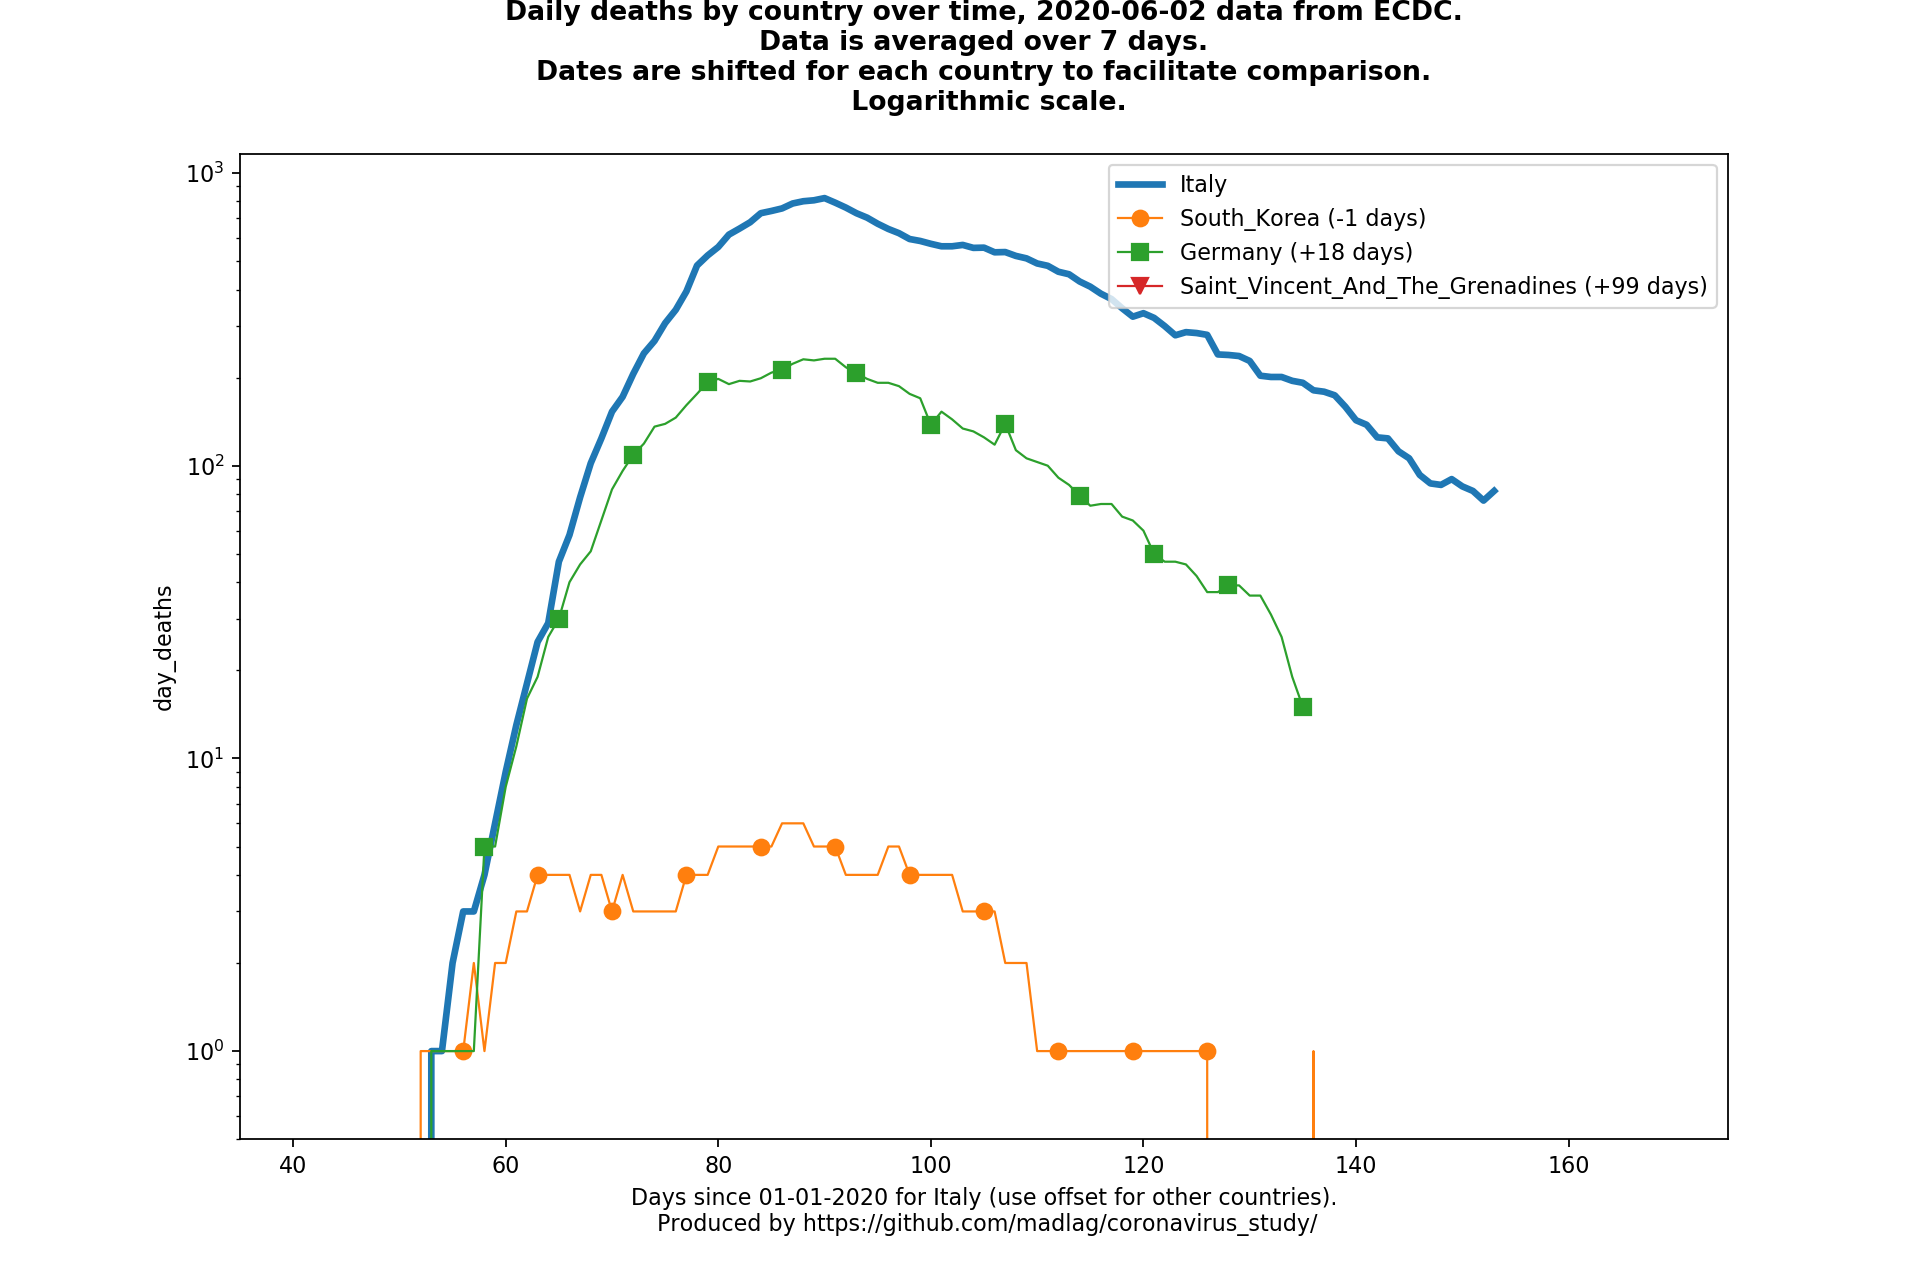 Daily deaths by country over time, 2020-06-02 data from ECDC.
Data is averaged over 7 days.
Dates are shifted for each country to facilitate comparison.
Logarithmic scale.
10³
10²
10¹
10⁰
day_deaths
Italy
South_Korea (-1 days)
Germany (+18 days)
Saint_Vincent_And_The_Grenadines (+99 days)
40 60 80 100 120 140 160
Days since 01-01-2020 for Italy (use offset for other countries).
Produced by https://github.com/madlag/coronavirus_study/